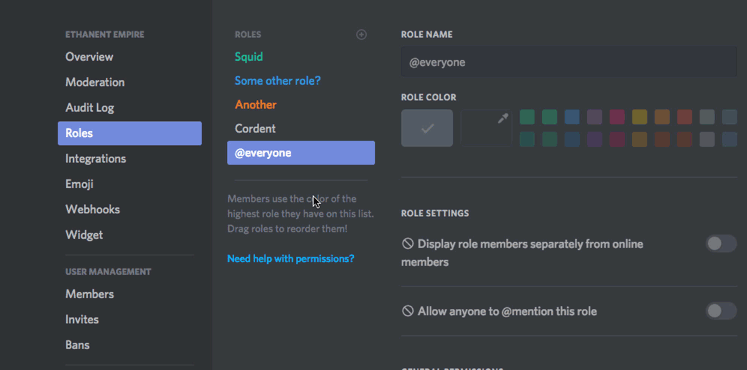 ETHANENT EMPIRE
Overview
Moderation
Audit Log
Roles
Integrations
Emoji
Webhooks
Widget
USER MANAGEMENT
Members
Invites
Bans
ROLES
Squid
Some other role?
Another
Cordent
@everyone
Members use the color of the
highest role they have on this list.
Drag roles to reorder them!
Need help with permissions?
ROLE NAME
@everyone
ROLE COLOR
ROLE SETTINGS
Display role members separately from online
members
Allow anyone to @mention this role
GENERAL PERMISSIONS